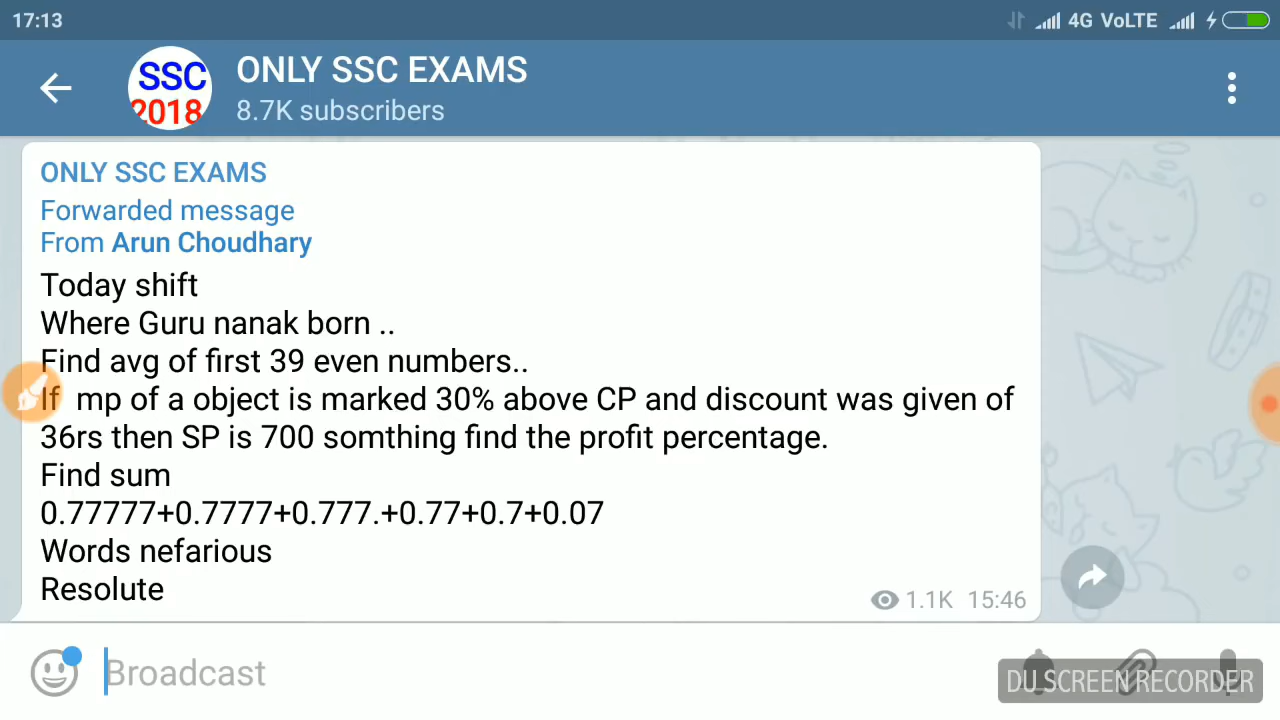 17:13 4G VoLTE
SSC
2018
ONLY SSC EXAMS
8.7K subscribers
ONLY SSC EXAMS
Forwarded message
From Arun Choudhary
Today shift
Where Guru nanak born ..
Find avg of first 39 even numbers..
If mp of a object is marked 30% above CP and discount was given of
36rs then SP is 700 somthing find the profit percentage.
Find sum
0.77777+0.7777+0.777.+0.77+0.7+0.07
Words nefarious
Resolute
1.1K 15:46
Broadcast
DU SCREEN RECORDER